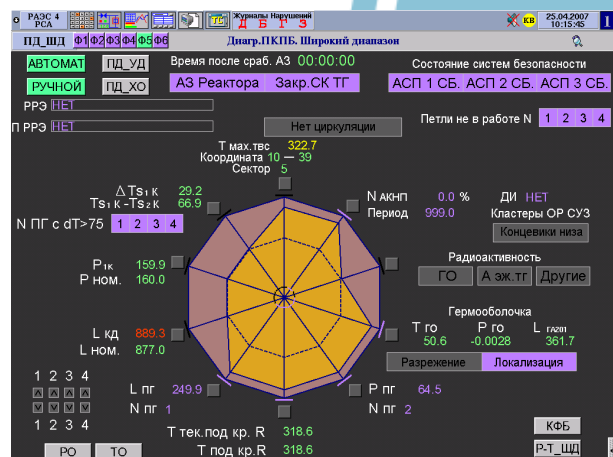 РАЭС 4 РСА Журналы Нарушений Д Б Г З КВ 25.04.2007 10:15:45 1
ПД_ШД Ф1 Ф2 Ф3 Ф4 Ф5 Ф6 Диагр.ПКПБ. Широкий диапазон
АВТОМАТ ПД_УД Время после сраб. АЗ 00:00:00 Состояние систем безопасности
РУЧНОЙ ПД_ХО АЗ Реактора Закр.СК ТГ АСП 1 СБ. АСП 2 СБ. АСП 3 СБ.
РРЭ НЕТ
П РРЭ НЕТ Нет циркуляции Петли не в работе N 1 2 3 4
Т мах.твс 322.7
Координата 10 — 39
Сектор 5
Δ Ts₁ к 29.2
Ts₁ к -Ts₂ к 66.9
N ПГ с dT>75 1 2 3 4
N АКНП 0.0 % ДИ НЕТ
Период 999.0 Кластеры ОР СУЗ
Концевики низа
P₁к 159.9
Р ном. 160.0
Радиоактивность
ГО А эж.тг Другие
Гермооболочка
Т го Р го L гА201
50.6 -0.0028 361.7
Разрежение Локализация
L кд 889.3
L ном. 877.0
1 2 3 4
1 2 3 4
L пг 249.9
N пг 1
Р пг 64.5
N пг 2
Т тек.под кр. R 318.6
Т под кр.R 318.6
РО ТО
КФБ
Р-Т_ШД